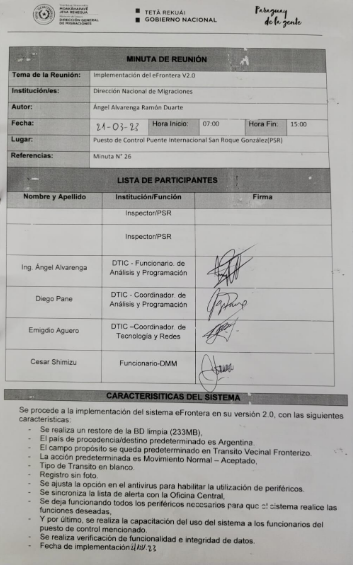 TETÃ REKUÁI
GOBIERNO NACIONAL
Paraguay
de la gente
MINUTA DE REUNIÓN
Tema de la Reunión: Implementación del eFrontera V2.0
Institución/es: Dirección Nacional de Migraciones
Autor: Ángel Alvarenga Ramón Duarte
Fecha: 21-03-23 Hora Inicio: 07:00 Hora Fin: 15:00
Lugar: Puesto de Control Puente Internacional San Roque González(PSR)
Referencias: Minuta N° 26
LISTA DE PARTICIPANTES
Nombre y Apellido Institución/Función Firma
Inspector/PSR
Inspector/PSR
Ing. Ángel Alvarenga DTIC - Funcionario. de
Análisis y Programación
Diego Pane DTIC - Coordinador. de
Análisis y Programación
Emigdio Aguero DTIC –Coordinador de
Tecnología y Redes
Cesar Shimizu Funcionario-DMM
CARACTERISITICAS DEL SISTEMA
Se procede a la implementación del sistema eFrontera en su versión 2.0, con las siguientes
características:
- Se realiza un restore de la BD limpia (233MB),
- El país de procedencia/destino predeterminado es Argentina.
- El campo propósito se queda predeterminado en Transito Vecinal Fronterizo.
- La acción predeterminada es Movimiento Normal – Aceptado,
- Tipo de Transito en blanco.
- Registro sin foto.
- Se ajusta la opción en el antivirus para habilitar la utilización de periféricos.
- Se sincroniza la lista de alerta con la Oficina Central,
- Se deja funcionando todos los periféricos necesarios para que el sistema realice las
funciones deseadas,
- Y por último, se realiza la capacitación del uso del sistema a los funcionarios del
puesto de control mencionado.
- Se realiza verificación de funcionalidad e integridad de datos.
- Fecha de implementación